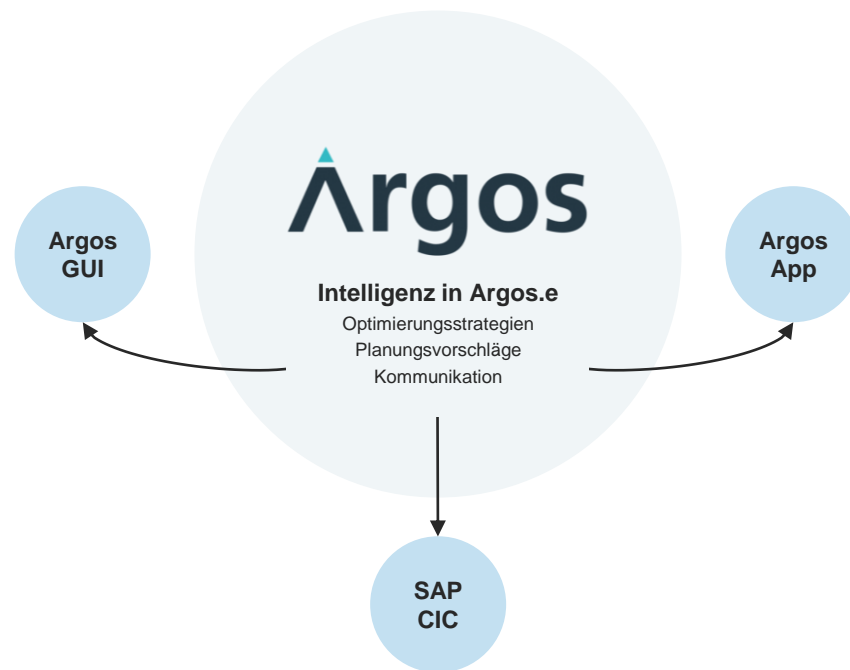 Argos
Argos
GUI
Argos
App
Intelligenz in Argos.e
Optimierungsstrategien
Planungsvorschläge
Kommunikation
SAP
CIC